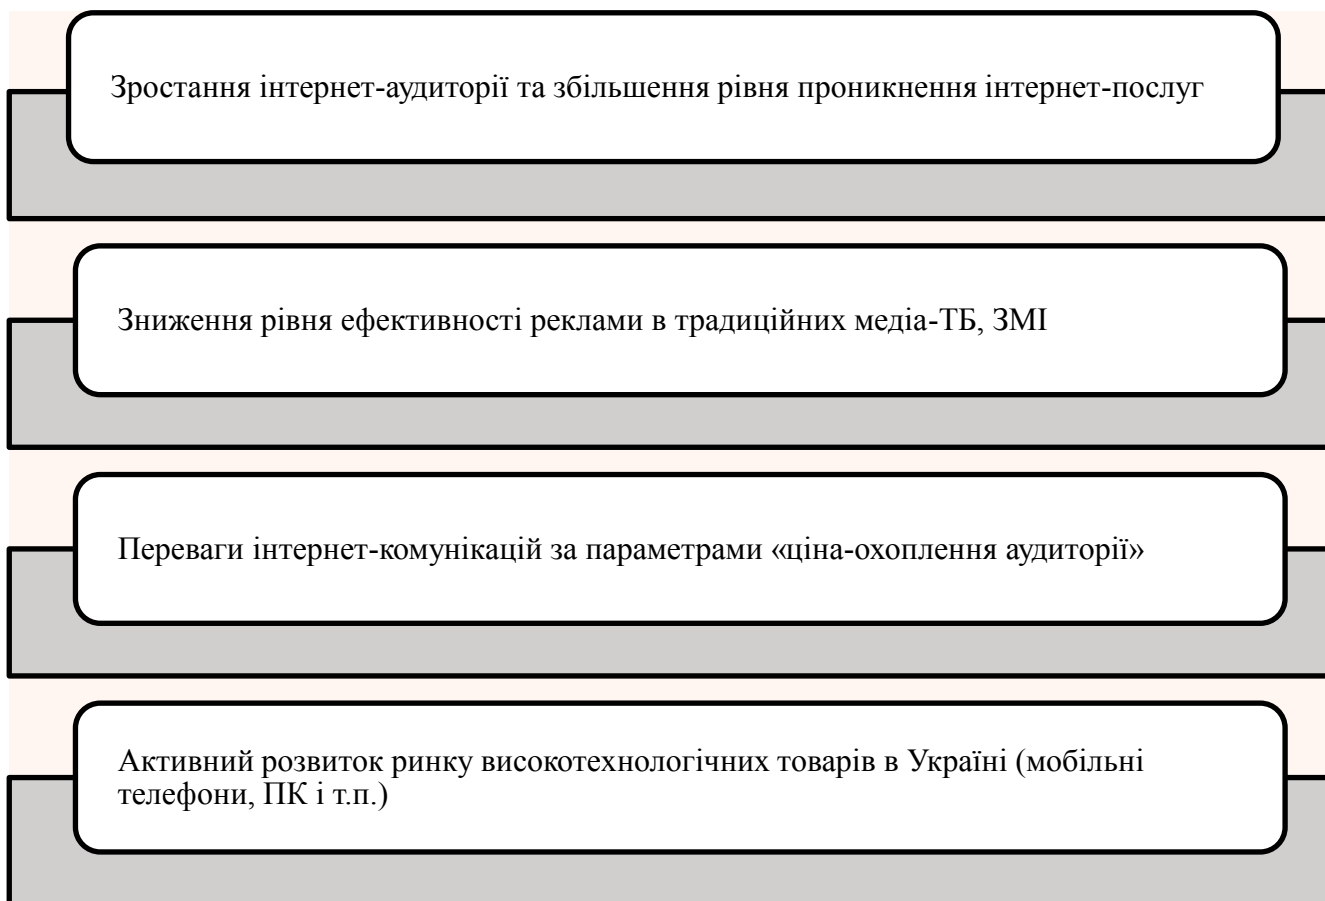 Зростання інтернет-аудиторії та збільшення рівня проникнення інтернет-послуг
Зниження рівня ефективності реклами в традиційних медіа-ТБ, ЗМІ
Переваги інтернет-комунікацій за параметрами «ціна-охоплення аудиторії»
Активний розвиток ринку високотехнологічних товарів в Україні (мобільні
телефони, ПК і т.п.)